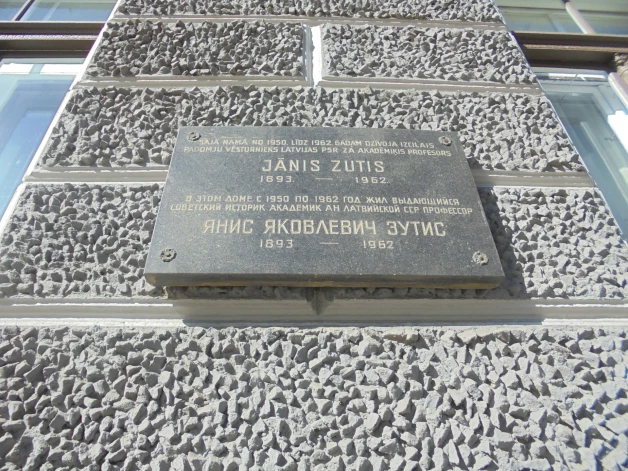 ŠAJĀ NAMĀ NO 1950. LĪDZ 1962. GADAM DZĪVOJA IZCILAIS
PADOMJU VĒSTURNIEKS LATVIJAS PSR ZA AKADĒMIĶIS PROFESORS
JĀNIS ZUTIS
1893 — 1962
В ЭТОМ ДОМЕ С 1950 ПО 1962 ГОД ЖИЛ ВЫДАЮЩИЙСЯ
СОВЕТСКИЙ ИСТОРИК АКАДЕМИК АН ЛАТВИЙСКОЙ ССР ПРОФЕССОР
ЯНИС ЯКОВЛЕВИЧ ЗУТИС
1893 — 1962